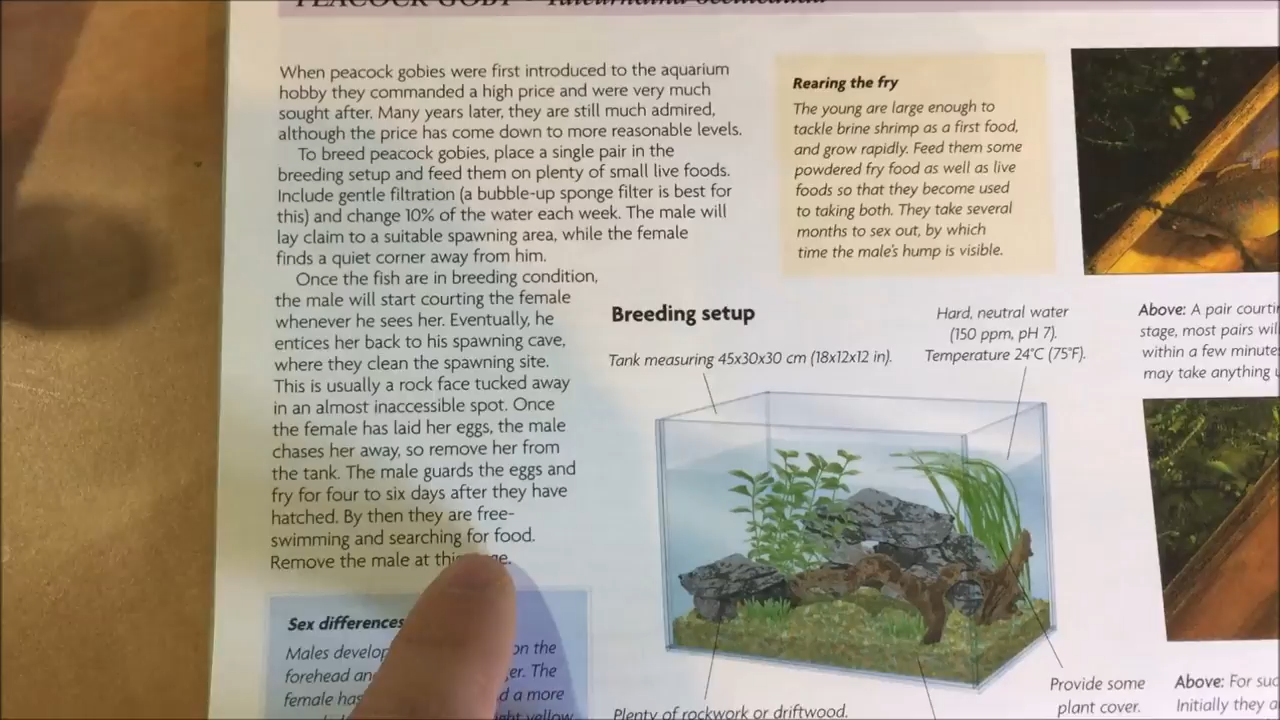 PEACOCK GOBY
When peacock gobies were first introduced to the aquarium
hobby they commanded a high price and were very much
sought after. Many years later, they are still much admired,
although the price has come down to more reasonable levels.
To breed peacock gobies, place a single pair in the
breeding setup and feed them on plenty of small live foods.
Include gentle filtration (a bubble-up sponge filter is best for
this) and change 10% of the water each week. The male will
lay claim to a suitable spawning area, while the female
finds a quiet corner away from him.
Once the fish are in breeding condition,
the male will start courting the female
whenever he sees her. Eventually, he
entices her back to his spawning cave,
where they clean the spawning site.
This is usually a rock face tucked away
in an almost inaccessible spot. Once
the female has laid her eggs, the male
chases her away, so remove her from
the tank. The male guards the eggs and
fry for four to six days after they have
hatched. By then they are free-
swimming and searching for food.
Remove the male at
Sex differences
Males on the
forehead The
female has a more
yellow
Rearing the fry
The young are large enough to
tackle brine shrimp as a first food,
and grow rapidly. Feed them some
powdered fry food as well as live
foods so that they become used
to taking both. They take several
months to sex out, by which
time the male's hump is visible.
Breeding setup
Tank measuring 45x30x30 cm (18x12x12 in).
Hard, neutral water
(150 ppm, pH 7).
Temperature 24°C (75°F).
Plenty of rockwork or driftwood.
Provide some
plant cover.
Above: A pair
stage, most pairs
within a few
may take anything
Above: For
Initially they